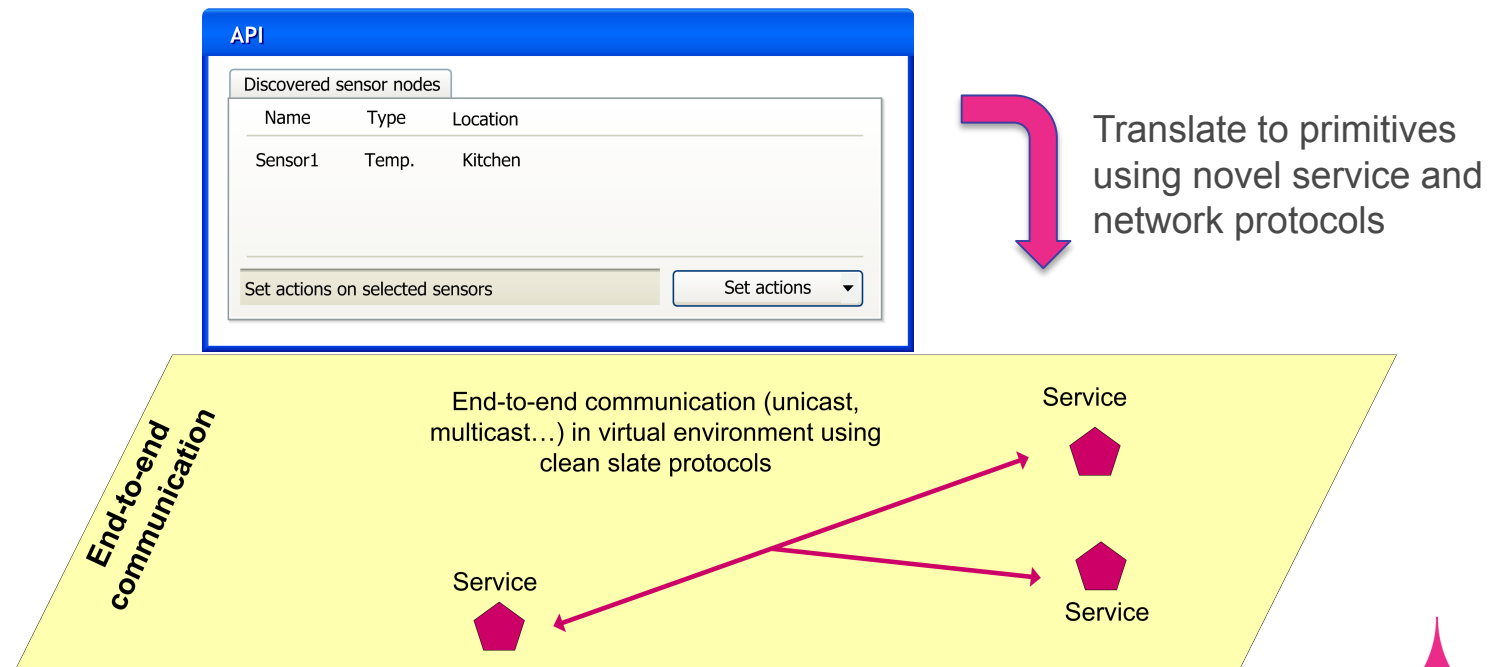 API
Discovered sensor nodes
Name Type Location
Sensor1 Temp. Kitchen
Set actions on selected sensors Set actions
Translate to primitives
using novel service and
network protocols
End-to-end
communication
End-to-end communication (unicast,
multicast…) in virtual environment using
clean slate protocols
Service
Service
Service